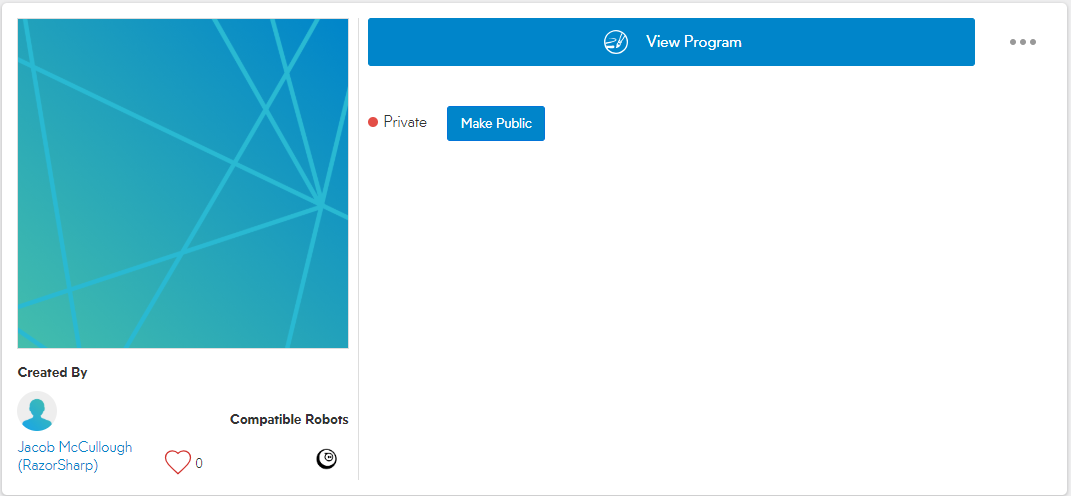 View Program
Private
Make Public
Created By
Compatible Robots
Jacob McCullough
(RazorSharp)
0